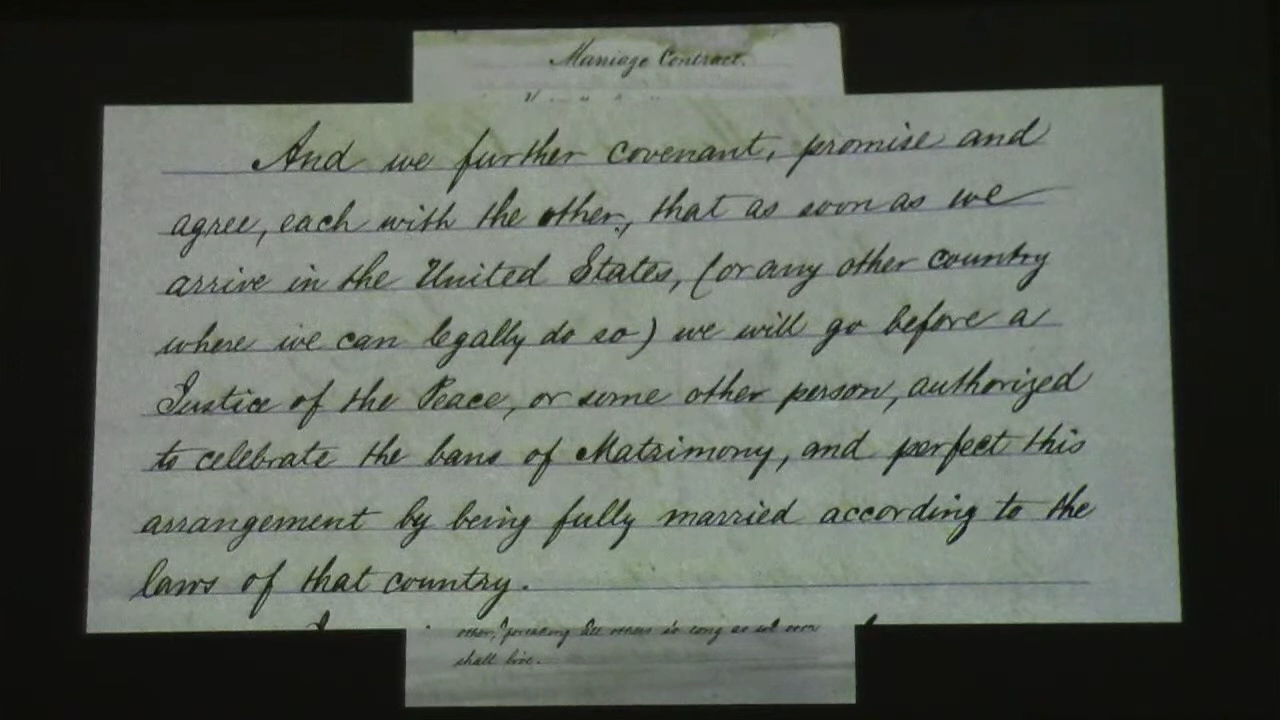 Marriage Contract.
And we further covenant, promise and
agree, each with the other, that as soon as we
arrive in the United States, (or any other country
where we can legally do so) we will go before a
Justice of the Peace, or some other person, authorized
to celebrate the bans of Matrimony, and perfect this
arrangement by being fully married according to the
laws of that country.
other,
shall live.